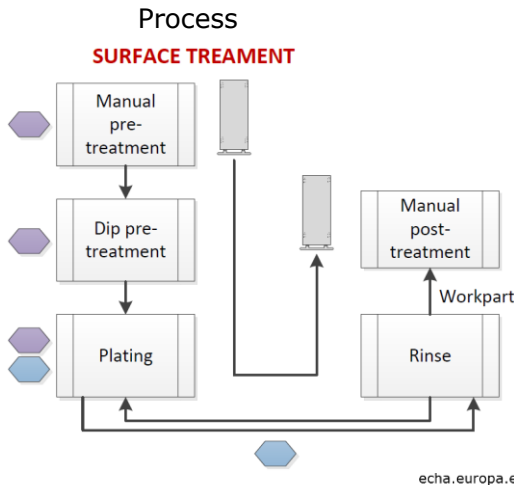 Process
SURFACE TREAMENT
Manual
pre-
treatment
Dip pre-
treatment
Plating
Manual
post-
treatment
Workpart
Rinse
echa.europa.e